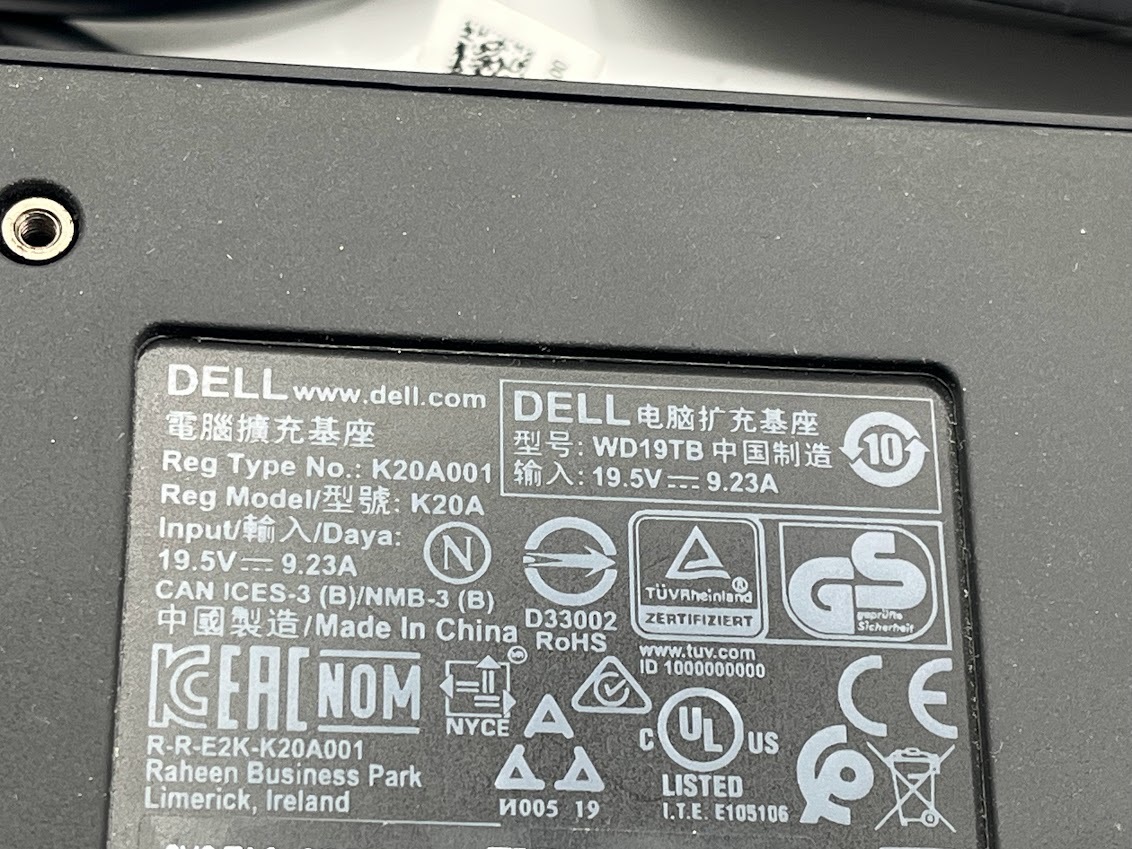 DELL www.dell.com
電腦擴充基座
Reg Type No.: K20A001
Reg Model/型號: K20A
Input/輸入/Daya:
19.5V⎓ 9.23A
CAN ICES-3 (B)/NMB-3 (B)
中國製造/Made In China
DELL 电脑扩充基座
型号: WD19TB 中国制造
输入: 19.5V⎓ 9.23A
10
N
D33002
RoHS
TÜVRheinland
ZERTIFIZIERT
www.tuv.com
ID 1000000000
GS
geprüfte
Sicherheit
KC EAC NOM
NYCE
CE
R-R-E2K-K20A001
Raheen Business Park
Limerick, Ireland
И005 19
C UL US
LISTED
I.T.E. E105106